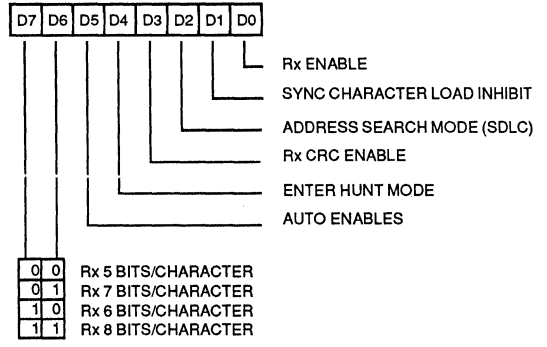 D7 D6 D5 D4 D3 D2 D1 D0
Rx ENABLE
SYNC CHARACTER LOAD INHIBIT
ADDRESS SEARCH MODE (SDLC)
Rx CRC ENABLE
ENTER HUNT MODE
AUTO ENABLES
0 0 Rx 5 BITS/CHARACTER
0 1 Rx 7 BITS/CHARACTER
1 0 Rx 6 BITS/CHARACTER
1 1 Rx 8 BITS/CHARACTER